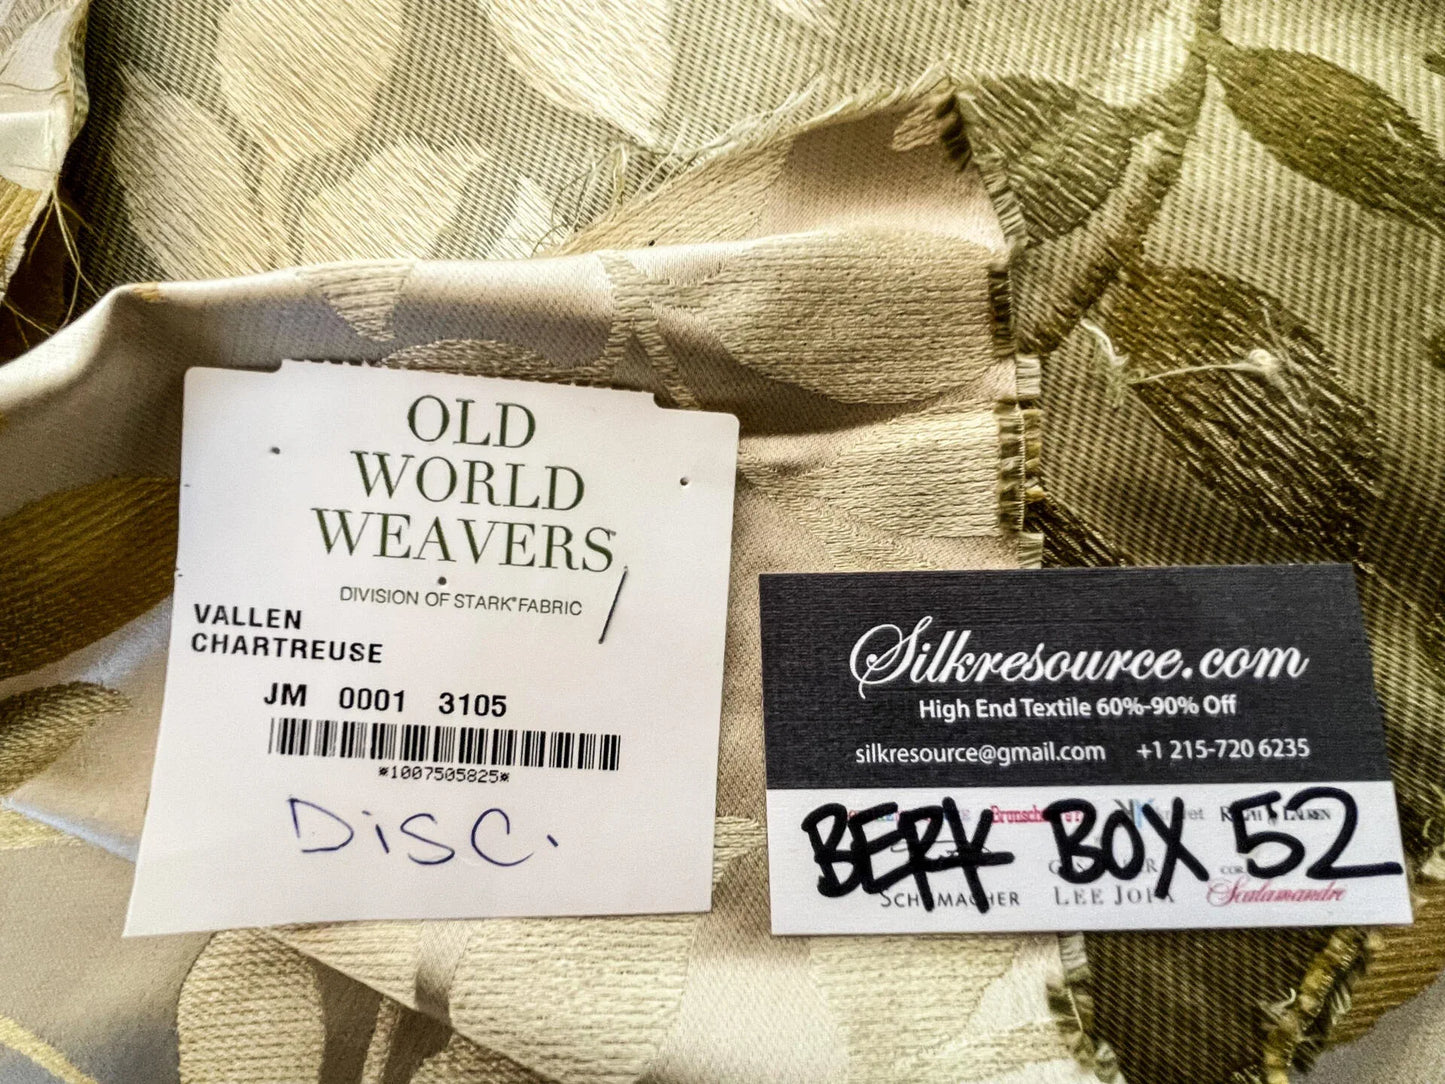 OLD
WORLD
WEAVERS
DIVISION OF STARK® FABRIC
VALLEN
CHARTREUSE
JM 0001 3105
*1007505825*
DISC.
Silkresource.com
High End Textile 60%-90% Off
silkresource@gmail.com +1 215-720 6235
BERK BOX 52
SCHUMACHER LEE JOFA Scalamandre